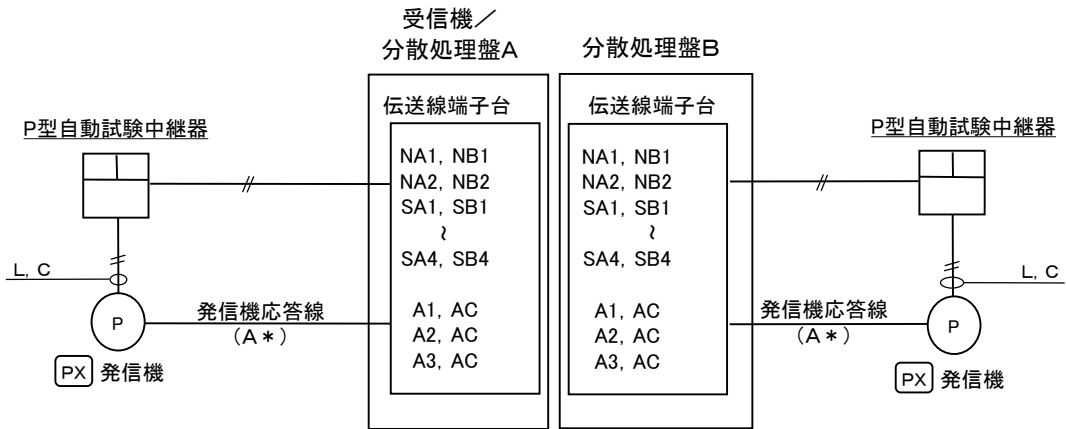 受信機／
分散処理盤A
分散処理盤B
伝送線端子台
伝送線端子台
P型自動試験中継器
P型自動試験中継器
NA1, NB1
NA2, NB2
SA1, SB1
～
SA4, SB4
A1, AC
A2, AC
A3, AC
NA1, NB1
NA2, NB2
SA1, SB1
～
SA4, SB4
A1, AC
A2, AC
A3, AC
L, C
L, C
P
発信機応答線
（A＊）
発信機応答線
（A＊）
P
PX 発信機
PX 発信機